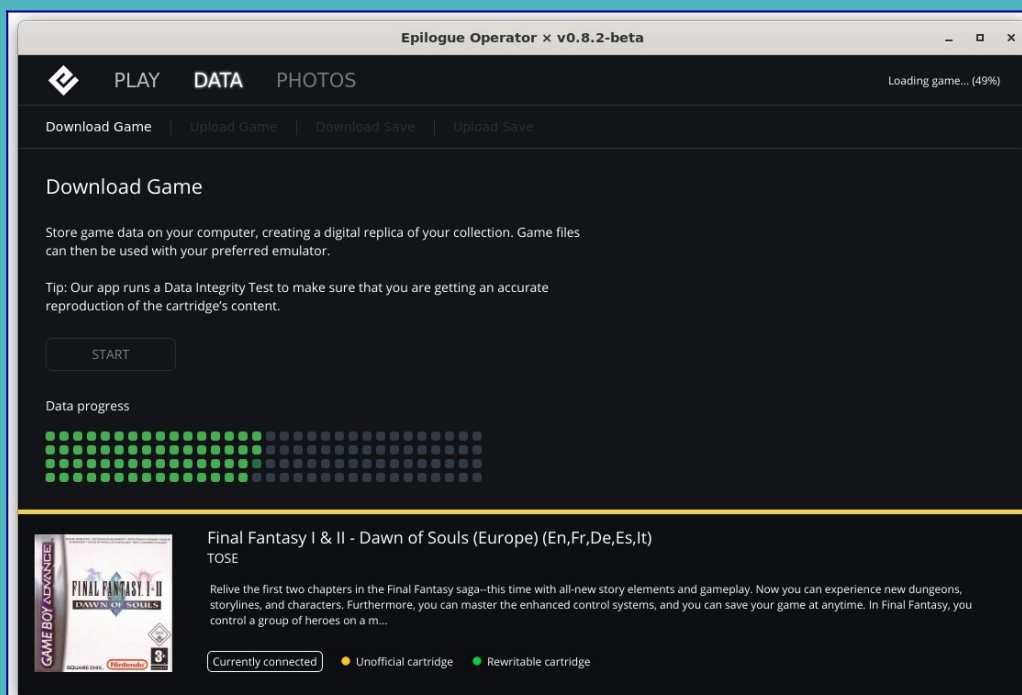 Epilogue Operator × v0.8.2-beta
PLAY DATA PHOTOS Loading game... (49%)
Download Game Upload Game Download Save Upload Save
Download Game
Store game data on your computer, creating a digital replica of your collection. Game files
can then be used with your preferred emulator.
Tip: Our app runs a Data Integrity Test to make sure that you are getting an accurate
reproduction of the cartridge’s content.
START
Data progress
Final Fantasy I & II - Dawn of Souls (Europe) (En,Fr,De,Es,It)
TOSE
Relive the first two chapters in the Final Fantasy saga--this time with all-new story elements and gameplay. Now you can experience new dungeons,
storylines, and characters. Furthermore, you can master the enhanced control systems, and you can save your game at anytime. In Final Fantasy, you
control a group of heroes on a m...
Currently connected Unofficial cartridge Rewritable cartridge
GAME BOY ADVANCE
FINAL FANTASY I·II
DAWN OF SOULS
SQUARE ENIX
Nintendo
3+